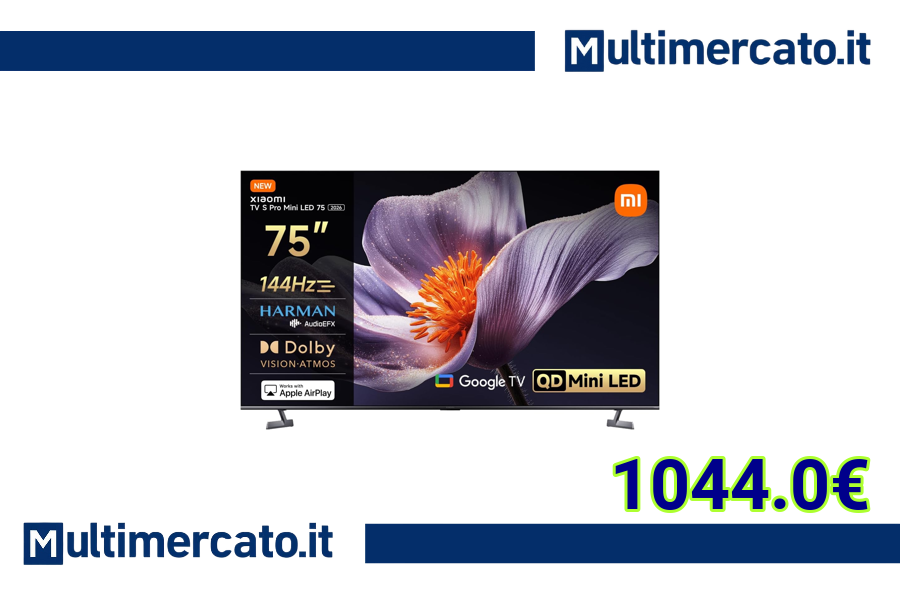 Multimercato.it
NEW
xiaomi
TV S Pro Mini LED 75 2026
75"
144Hz
HARMAN
AudioEFX
Dolby
VISION·ATMOS
Works with
Apple AirPlay
mi
Google TV
QD Mini LED
1044.0€
Multimercato.it